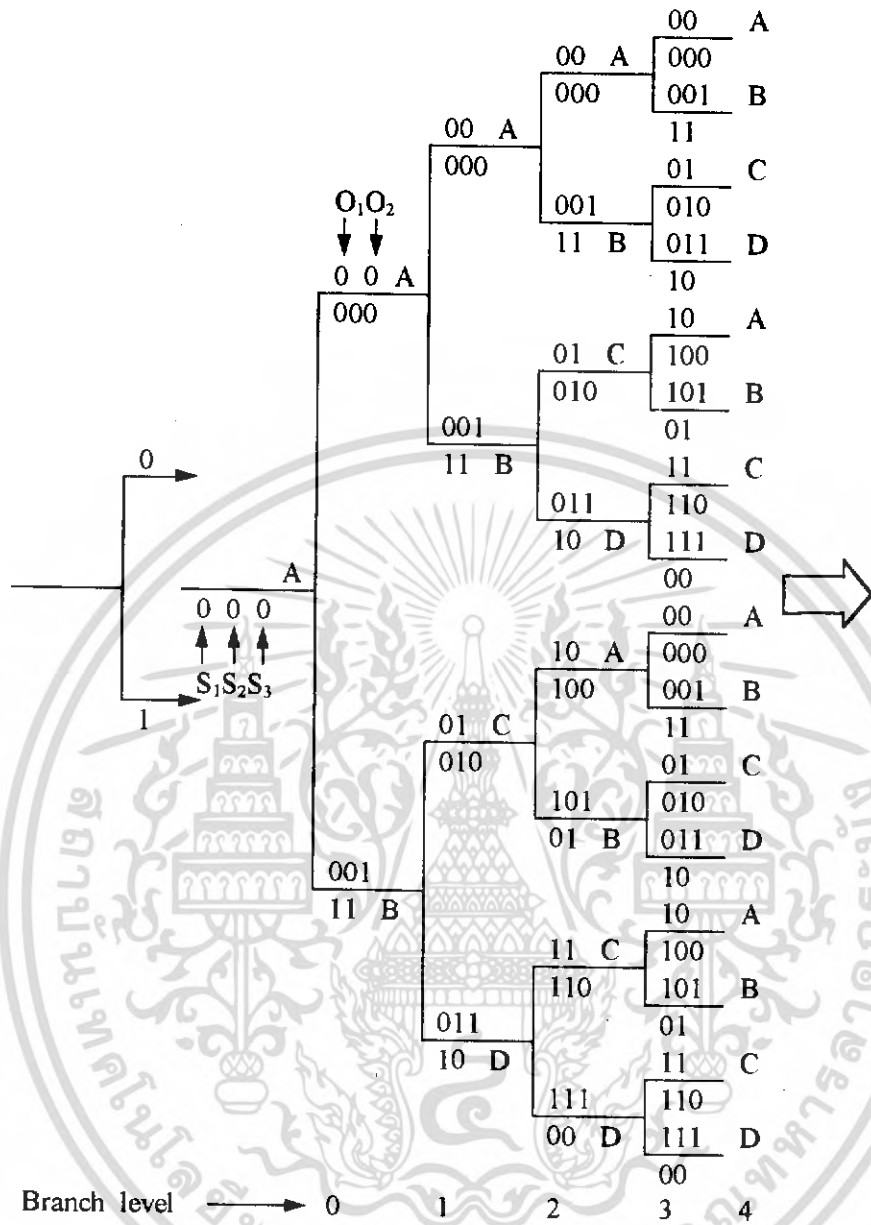 00 A
00 A 000
000 001 B
00 A 11
000 01 C
O₁O₂ 001 010
11 B 011 D
0 0 A 10
000 10 A
01 C 100
010 101 B
001 01
0 11 B 11 C
011 110
10 D 111 D
A 00
0 0 0 00 A
10 A 000
S₁S₂S₃ 100 001 B
1 01 C 11
010 01 C
101 010
01 B 011 D
001 10
11 B 10 A
11 C 100
110 101 B
011 01
10 D 11 C
111 110
00 D 111 D
00
Branch level 0 1 2 3 4